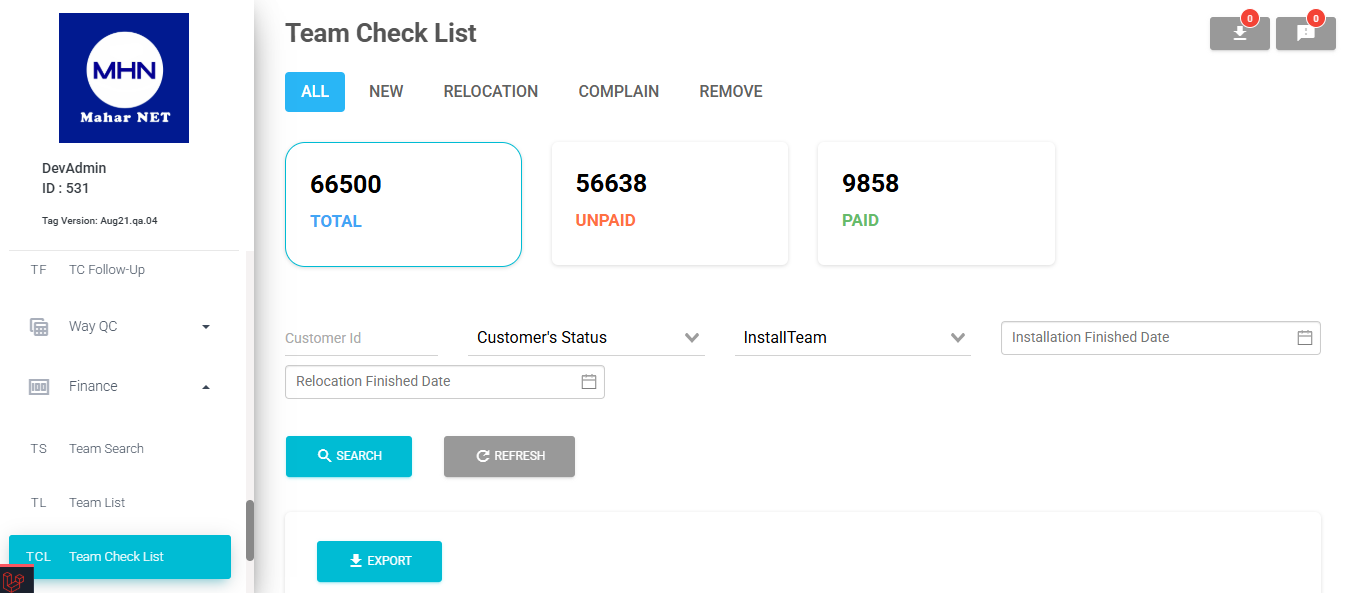 MHN
Mahar NET
DevAdmin
ID : 531
Tag Version: Aug21.qa.04
TF TC Follow-Up
Way QC
100 Finance
TS Team Search
TL Team List
TCL Team Check List
Team Check List
0 0
ALL NEW RELOCATION COMPLAIN REMOVE
66500 56638 9858
TOTAL UNPAID PAID
Customer Id Customer's Status InstallTeam Installation Finished Date
Relocation Finished Date
SEARCH REFRESH
EXPORT